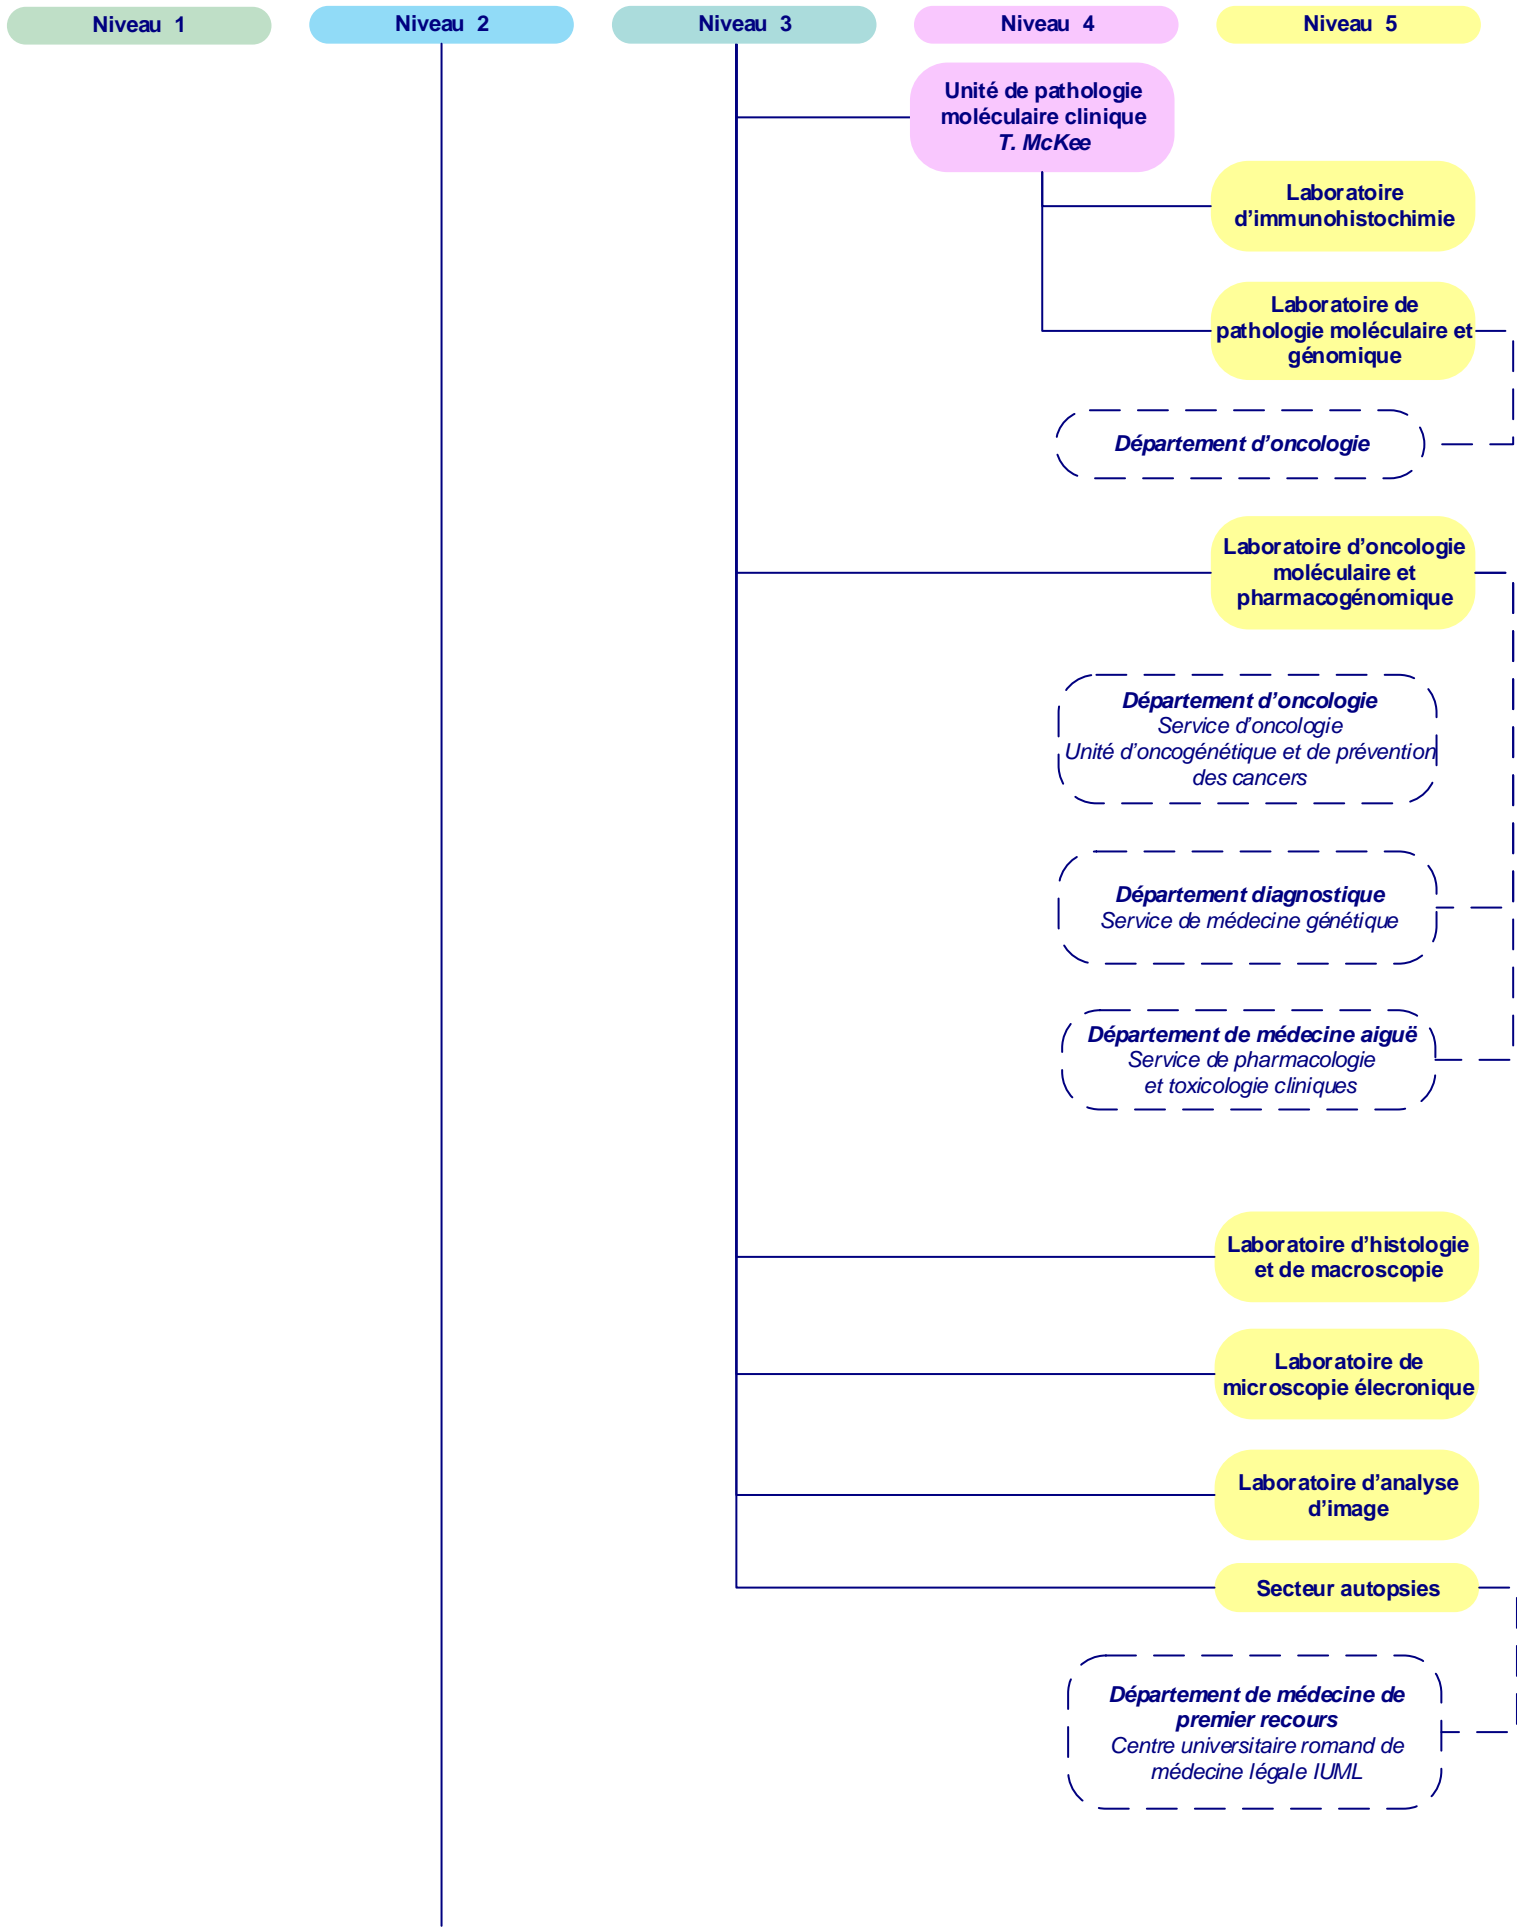 Niveau 1
Niveau 2
Niveau 3
Niveau 4
Niveau 5
Unité de pathologie
moléculaire clinique
T. McKee
Laboratoire
d’immunohistochimie
Laboratoire de
pathologie moléculaire et
génomique
Département d’oncologie
Laboratoire d’oncologie
moléculaire et
pharmacogénomique
Département d’oncologie
Service d’oncologie
Unité d’oncogénétique et de prévention
des cancers
Département diagnostique
Service de médecine génétique
Département de médecine aiguë
Service de pharmacologie
et toxicologie cliniques
Laboratoire d’histologie
et de macroscopie
Laboratoire de
microscopie élecronique
Laboratoire d’analyse
d’image
Secteur autopsies
Département de médecine de
premier recours
Centre universitaire romand de
médecine légale IUML